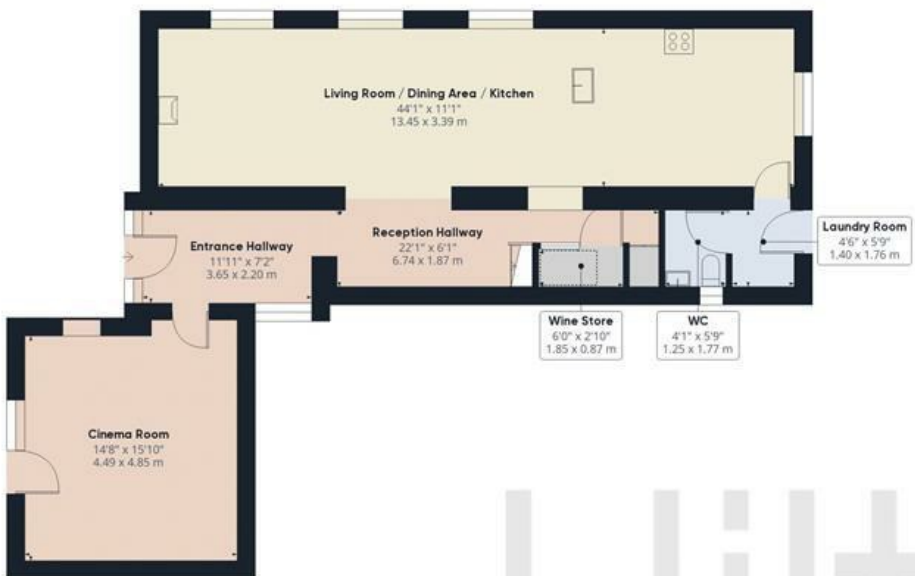 Living Room / Dining Area / Kitchen
44'1" x 11'1"
13.45 x 3.39 m
Entrance Hallway
11'11" x 7'2"
3.65 x 2.20 m
Reception Hallway
22'1" x 6'1"
6.74 x 1.87 m
Laundry Room
4'6" x 5'9"
1.40 x 1.76 m
Wine Store
6'0" x 2'10"
1.85 x 0.87 m
WC
4'1" x 5'9"
1.25 x 1.77 m
Cinema Room
14'8" x 15'10"
4.49 x 4.85 m